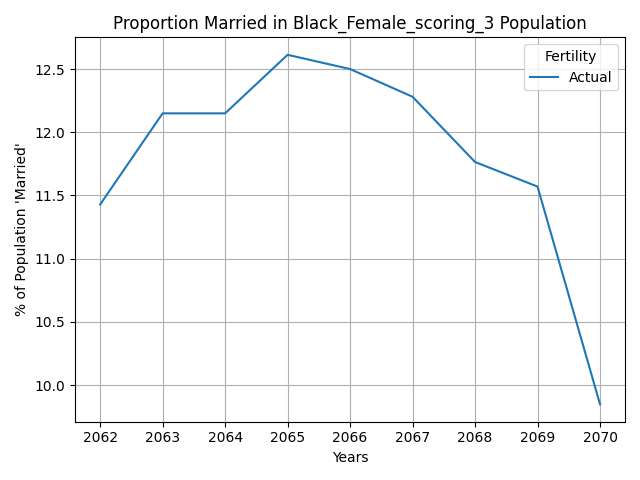 Proportion Married in Black_Female_scoring_3 Population
Fertility
Actual
% of Population 'Married'
12.5
12.0
11.5
11.0
10.5
10.0
2062 2063 2064 2065 2066 2067 2068 2069 2070
Years